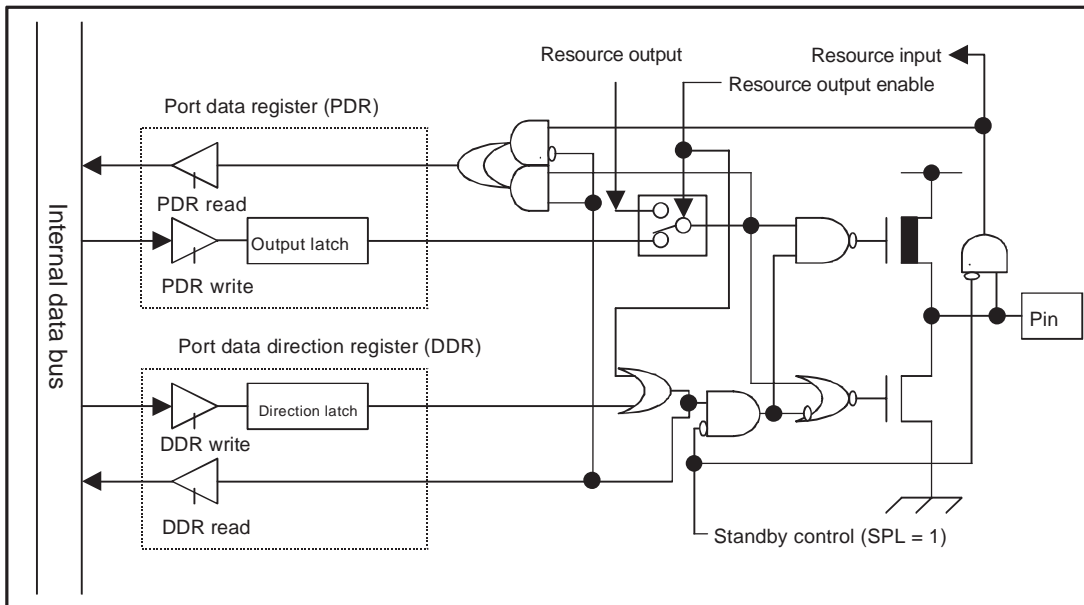 Resource output
Resource input
Resource output enable
Port data register (PDR)
PDR read
Output latch
PDR write
Internal data bus
Pin
Port data direction register (DDR)
Direction latch
DDR write
DDR read
Standby control (SPL = 1)